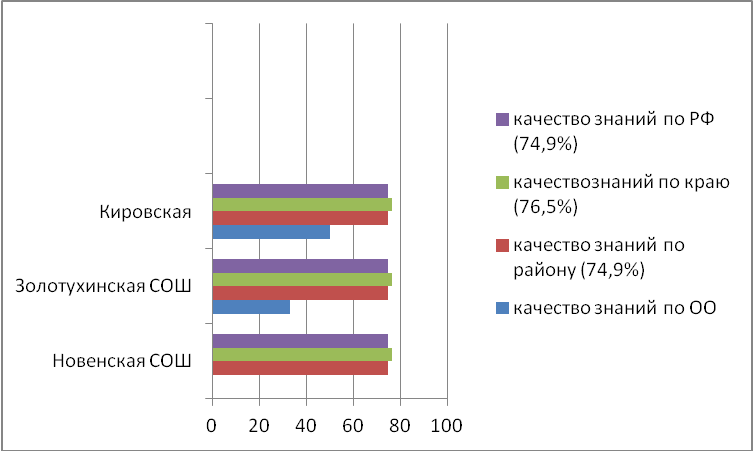 Кировская
Золотухинская СОШ
Новенская СОШ
0 20 40 60 80 100
качество знаний по РФ
(74,9%)
качествознаний по краю
(76,5%)
качество знаний по
району (74,9%)
качество знаний по ОО